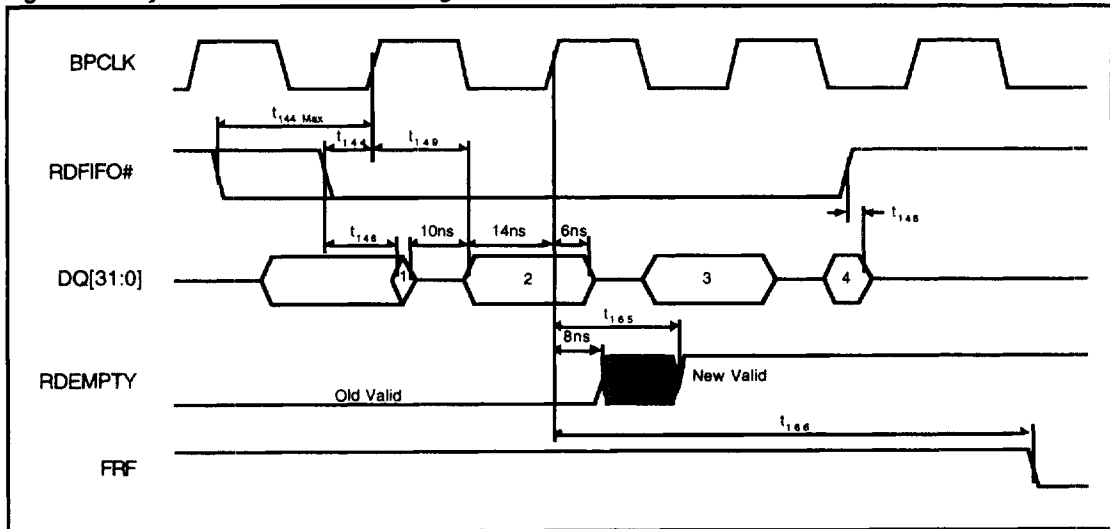 BPCLK
t144 Max
t144
t149
RDFIFO#
t148
t146
10ns
14ns
6ns
DQ[31:0]
1
2
3
4
t165
8ns
RDEMPTY
Old Valid
New Valid
t166
FRF